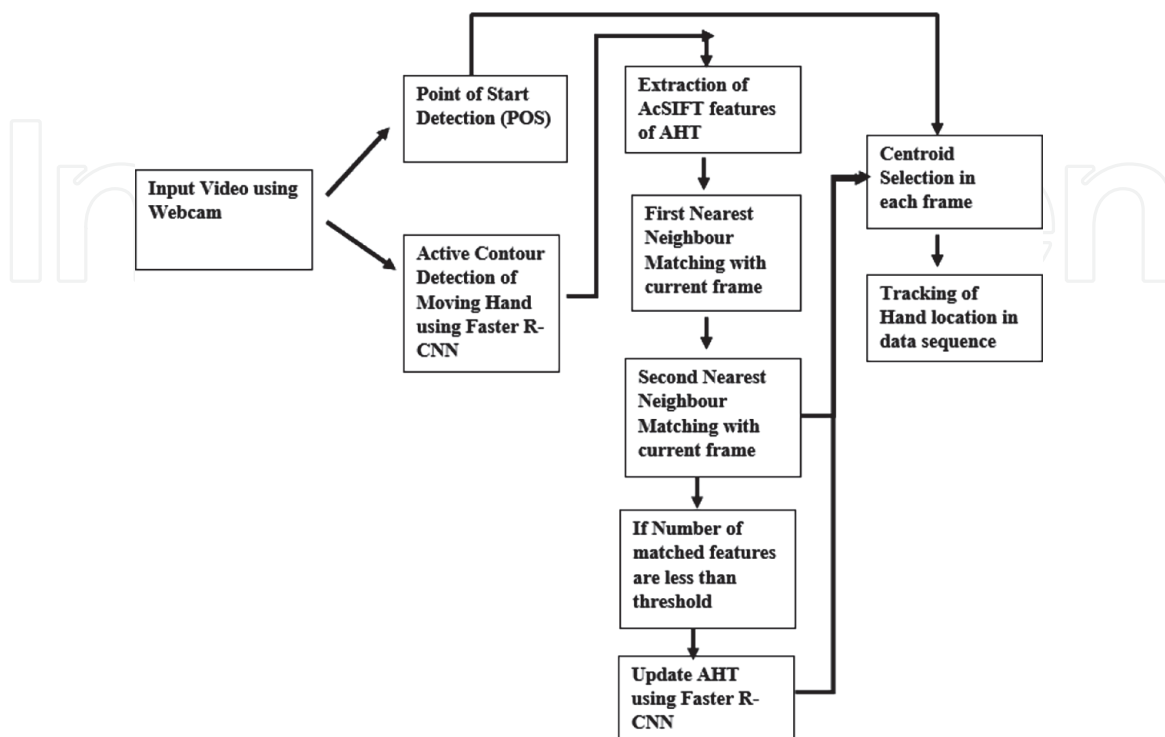 Point of Start
Detection (POS)
Extraction of
AcSIFT features
of AHT
Input Video using
Webcam
Centroid
Selection in
each frame
First Nearest
Neighbour
Matching with
current frame
Active Contour
Detection of
Moving Hand
using Faster R-
CNN
Tracking of
Hand location in
data sequence
Second Nearest
Neighbour
Matching with
current frame
If Number of
matched features
are less than
threshold
Update AHT
using Faster R-
CNN